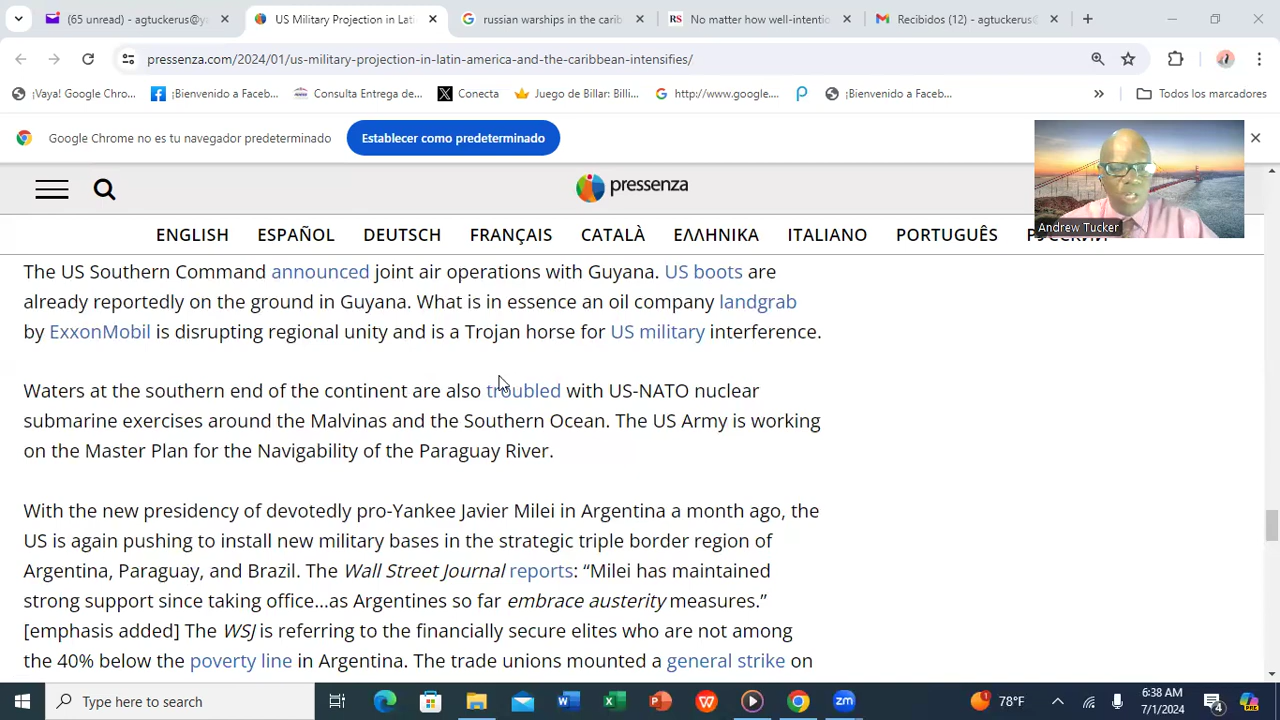 (65 unread) - agtuckerus@y
US Military Projection in Lati
russian warships in the carib
RS No matter how well-intentio
Recibidos (12) - agtuckerus@
pressenza.com/2024/01/us-military-projection-in-latin-america-and-the-caribbean-intensifies/
¡Vaya! Google Chro...
¡Bienvenido a Faceb...
Consulta Entrega de...
Conecta
Juego de Billar: Billi...
http://www.google....
¡Bienvenido a Faceb...
Todos los marcadores
Google Chrome no es tu navegador predeterminado
Establecer como predeterminado
pressenza
Andrew Tucker
ENGLISH ESPAÑOL DEUTSCH FRANÇAIS CATALÀ ΕΛΛΗΝΙΚΑ ITALIANO PORTUGUÊS РУССКИЙ
The US Southern Command announced joint air operations with Guyana. US boots are
already reportedly on the ground in Guyana. What is in essence an oil company landgrab
by ExxonMobil is disrupting regional unity and is a Trojan horse for US military interference.
Waters at the southern end of the continent are also troubled with US-NATO nuclear
submarine exercises around the Malvinas and the Southern Ocean. The US Army is working
on the Master Plan for the Navigability of the Paraguay River.
With the new presidency of devotedly pro-Yankee Javier Milei in Argentina a month ago, the
US is again pushing to install new military bases in the strategic triple border region of
Argentina, Paraguay, and Brazil. The Wall Street Journal reports: “Milei has maintained
strong support since taking office...as Argentines so far embrace austerity measures.”
[emphasis added] The WSJ is referring to the financially secure elites who are not among
the 40% below the poverty line in Argentina. The trade unions mounted a general strike on
Type here to search
78°F
6:38 AM
7/1/2024
4